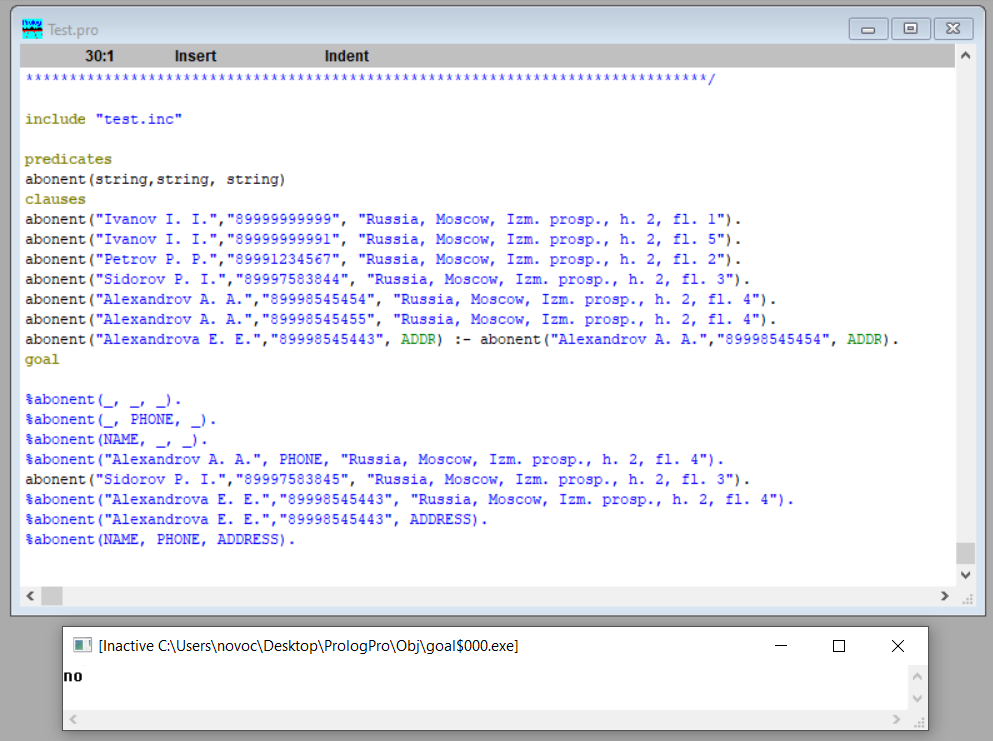 Test.pro
30:1 Insert Indent
******************************************************************************/
include "test.inc"
predicates
abonent(string,string, string)
clauses
abonent("Ivanov I. I.","89999999999", "Russia, Moscow, Izm. prosp., h. 2, fl. 1").
abonent("Ivanov I. I.","89999999991", "Russia, Moscow, Izm. prosp., h. 2, fl. 5").
abonent("Petrov P. P.","89991234567", "Russia, Moscow, Izm. prosp., h. 2, fl. 2").
abonent("Sidorov P. I.","89997583844", "Russia, Moscow, Izm. prosp., h. 2, fl. 3").
abonent("Alexandrov A. A.","89998545454", "Russia, Moscow, Izm. prosp., h. 2, fl. 4").
abonent("Alexandrov A. A.","89998545455", "Russia, Moscow, Izm. prosp., h. 2, fl. 4").
abonent("Alexandrova E. E.","89998545443", ADDR) :- abonent("Alexandrov A. A.","89998545454", ADDR).
goal
%abonent(_, _, _).
%abonent(_, PHONE, _).
%abonent(NAME, _, _).
%abonent("Alexandrov A. A.", PHONE, "Russia, Moscow, Izm. prosp., h. 2, fl. 4").
abonent("Sidorov P. I.","89997583845", "Russia, Moscow, Izm. prosp., h. 2, fl. 3").
%abonent("Alexandrova E. E.","89998545443", "Russia, Moscow, Izm. prosp., h. 2, fl. 4").
%abonent("Alexandrova E. E.","89998545443", ADDRESS).
%abonent(NAME, PHONE, ADDRESS).
[Inactive C:\Users\novoc\Desktop\PrologPro\Obj\goal$000.exe]
no